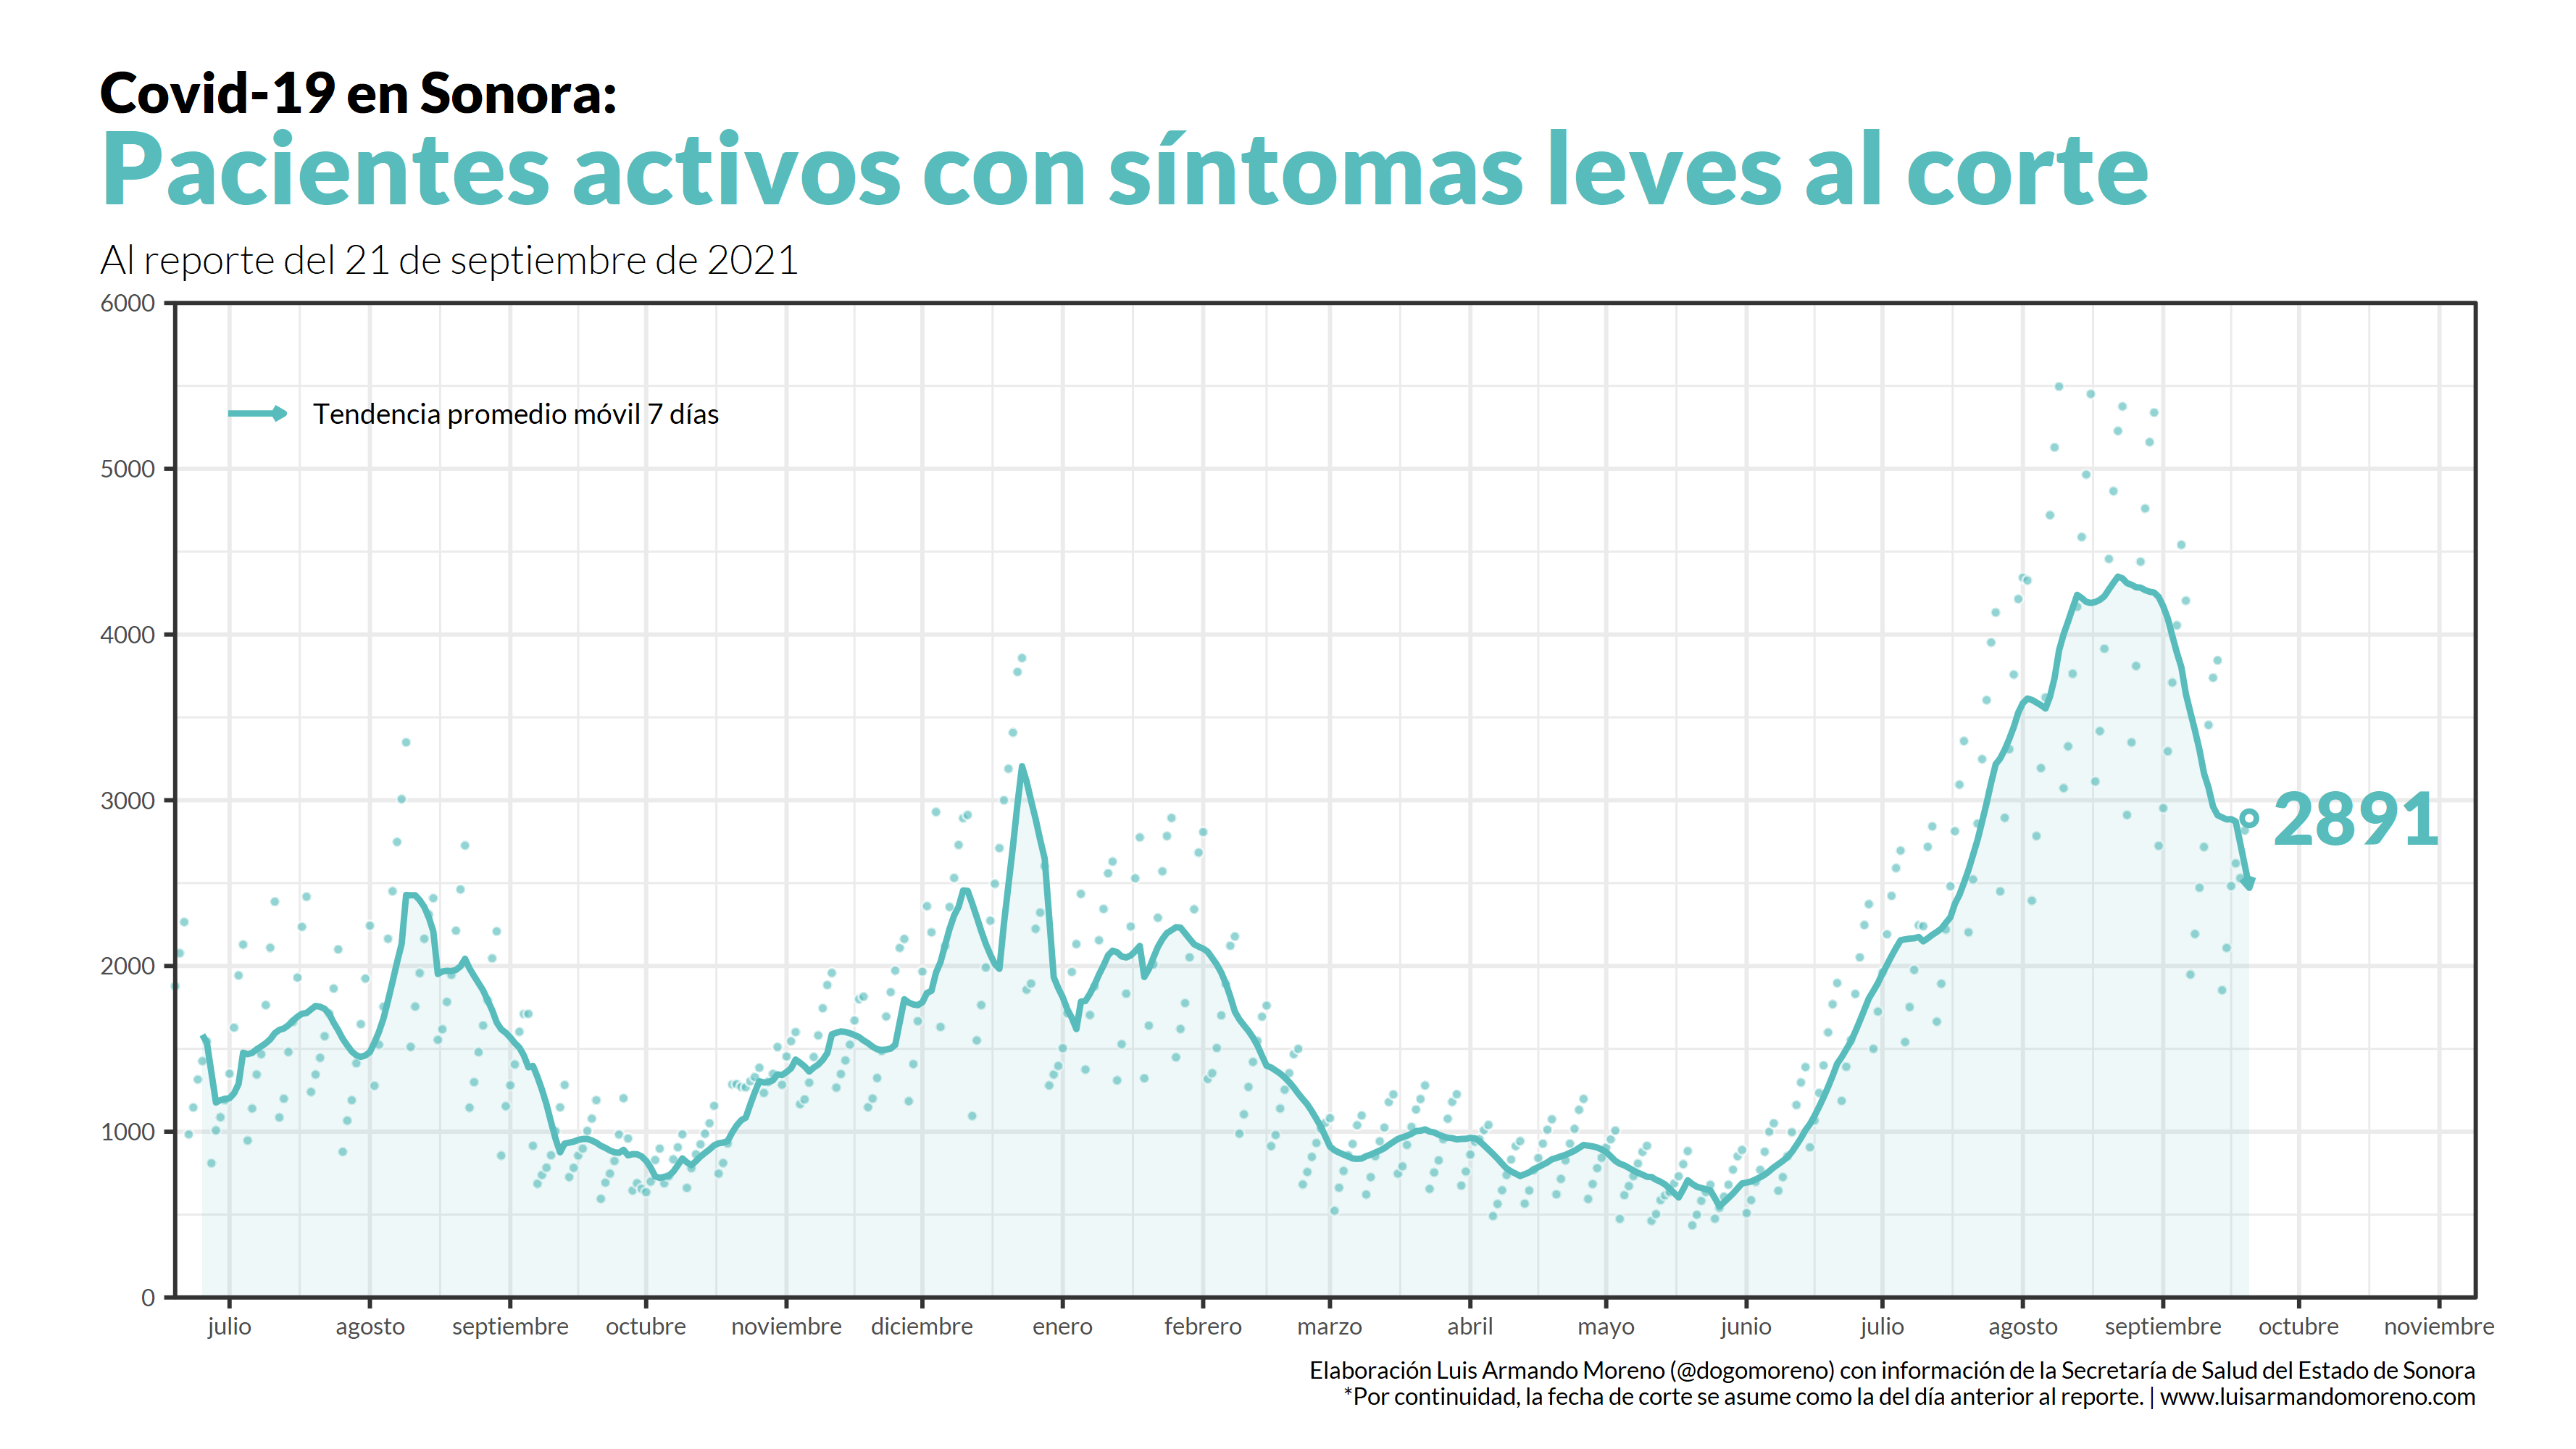 Covid-19 en Sonora:
Pacientes activos con síntomas leves al corte
Al reporte del 21 de septiembre de 2021
6000
Tendencia promedio móvil 7 días
5000
4000
3000
2891
2000
1000
0
julio agosto septiembre octubre noviembre diciembre enero febrero marzo abril mayo junio julio agosto septiembre octubre noviembre
Elaboración Luis Armando Moreno (@dogomoreno) con información de la Secretaría de Salud del Estado de Sonora
*Por continuidad, la fecha de corte se asume como la del día anterior al reporte. | www.luisarmandomoreno.com